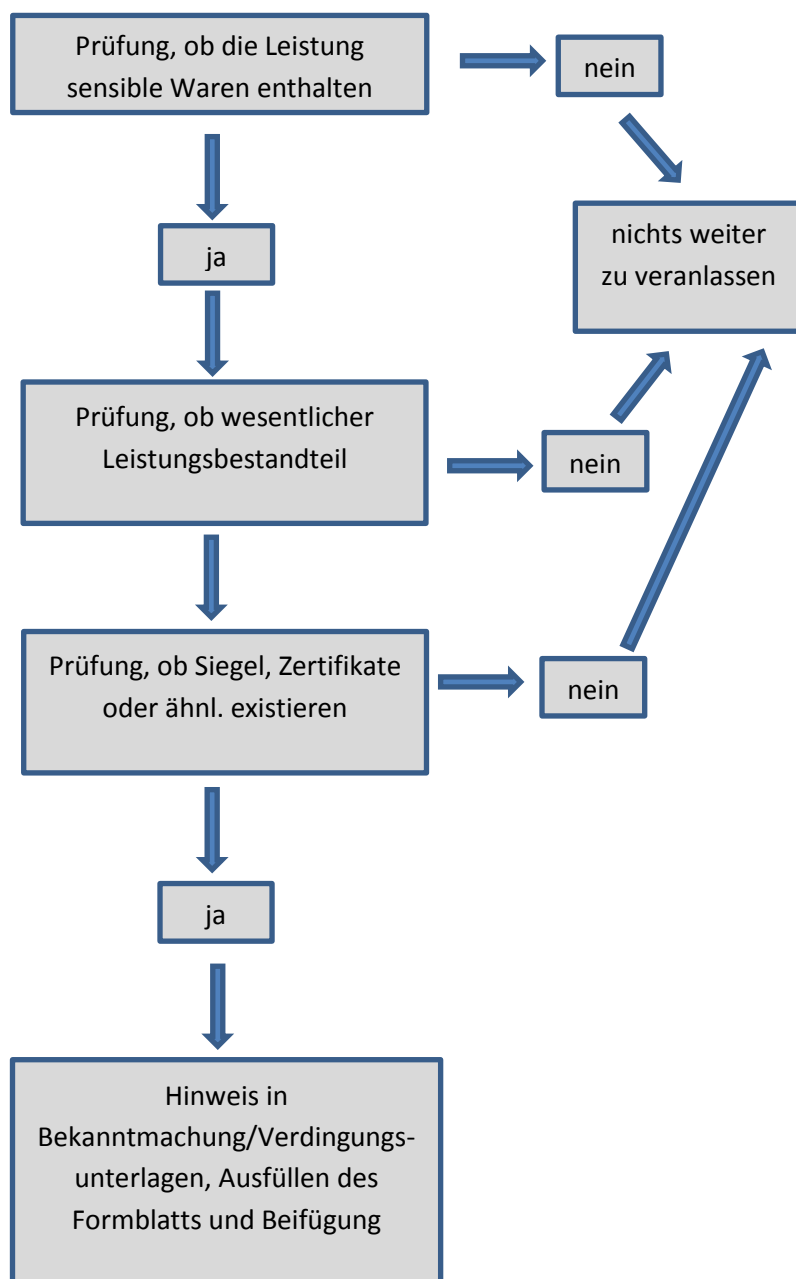 Prüfung, ob die Leistung
sensible Waren enthalten
nein
nichts weiter
zu veranlassen
ja
Prüfung, ob wesentlicher
Leistungsbestandteil
nein
Prüfung, ob Siegel, Zertifikate
oder ähnl. existieren
nein
ja
Hinweis in
Bekanntmachung/Verdingungs-
unterlagen, Ausfüllen des
Formblatts und Beifügung